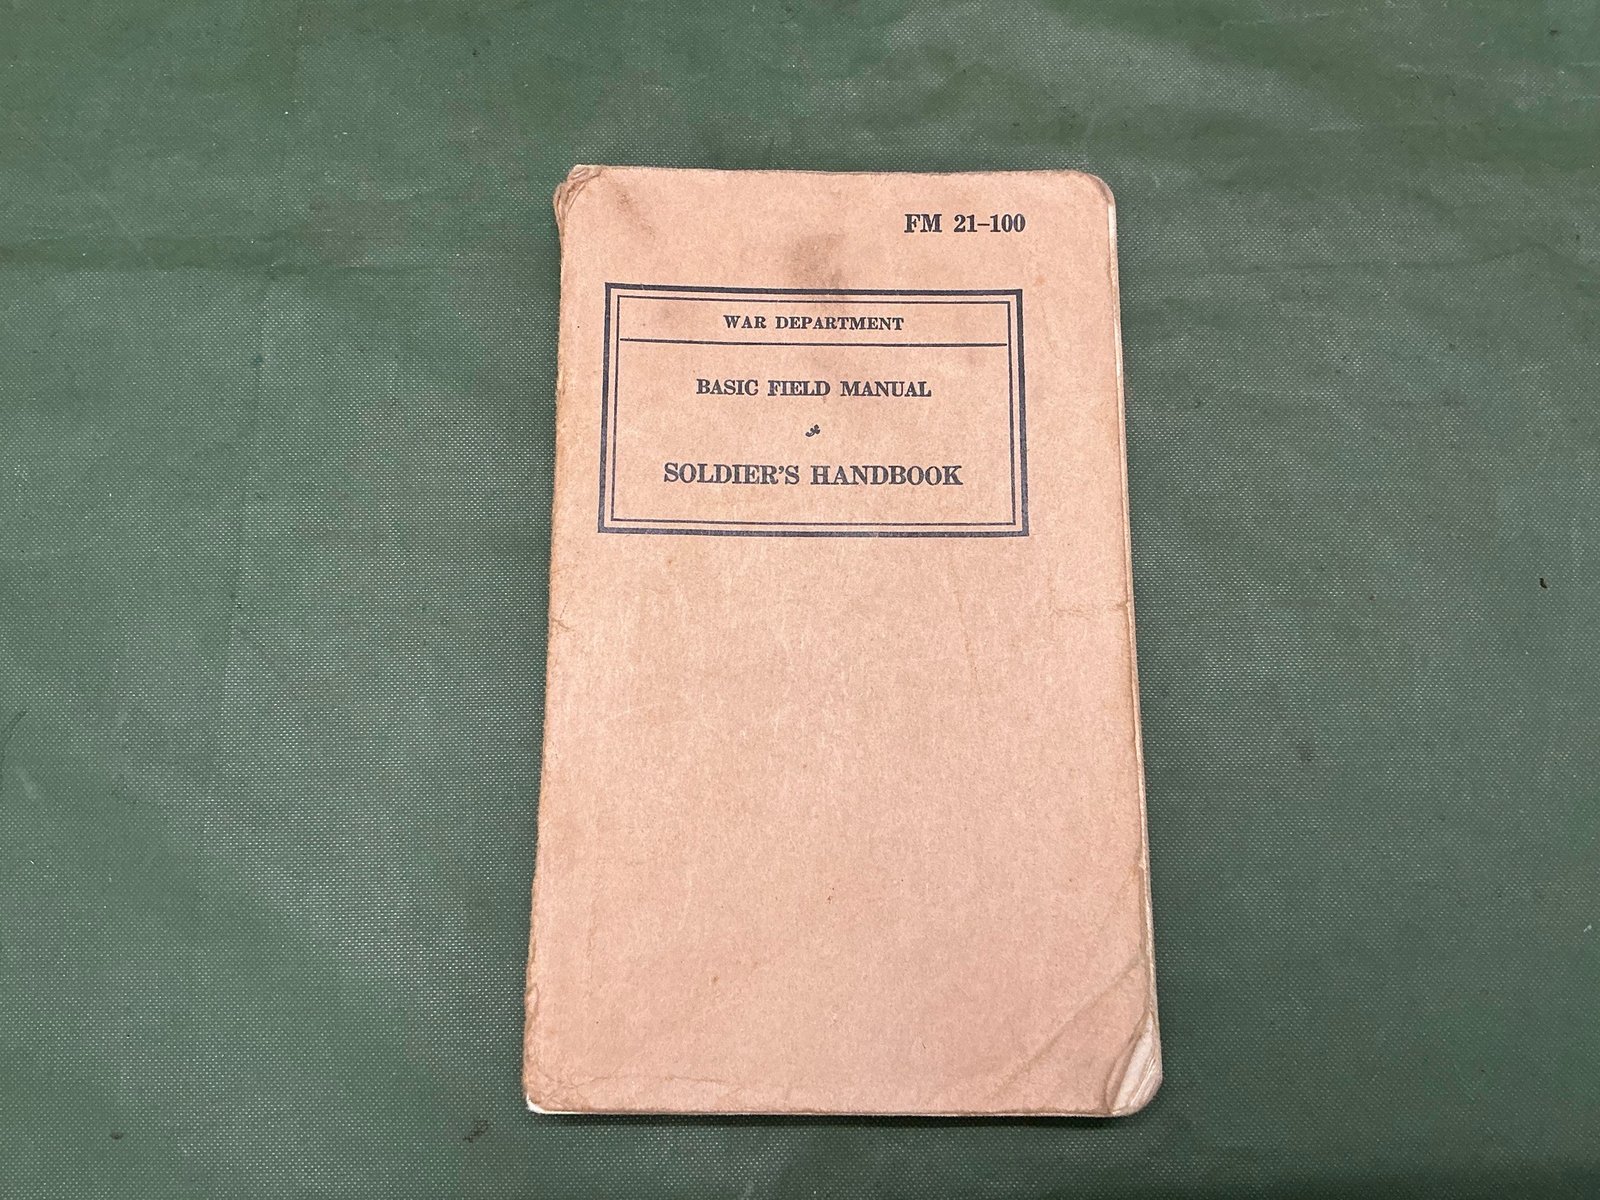 FM 21–100
WAR DEPARTMENT
BASIC FIELD MANUAL
SOLDIER'S HANDBOOK